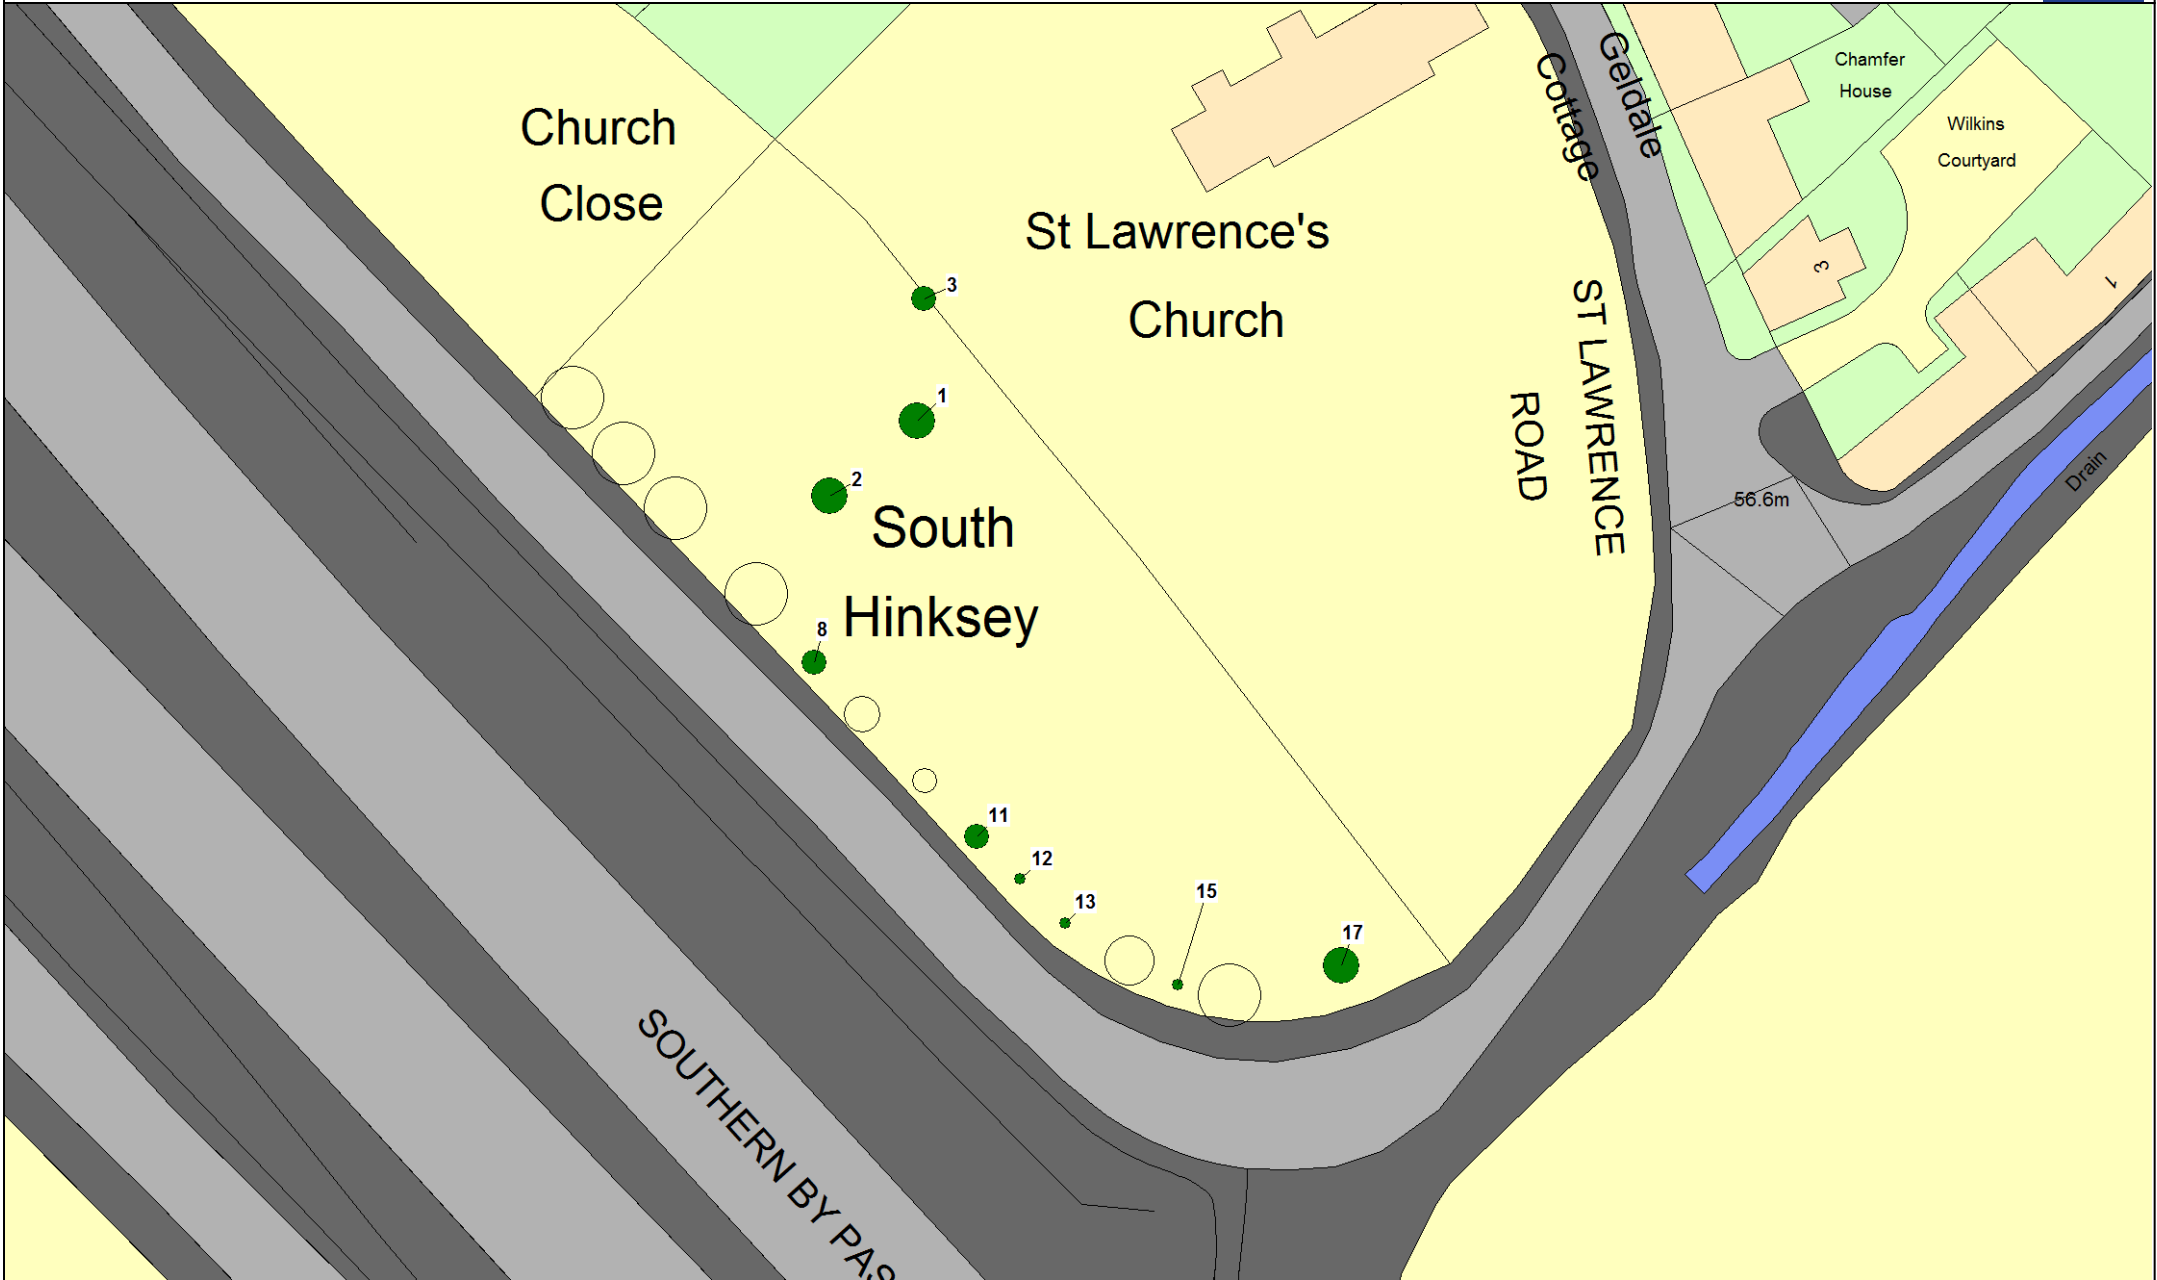 Church
Close
St Lawrence's
Church
Cottage
Geldale
Chamfer
House
Wilkins
Courtyard
3
1
3
1
2
South
Hinksey
ST LAWRENCE
ROAD
56.6m
Drain
8
11
12
13
15
17
SOUTHERN BY PAS